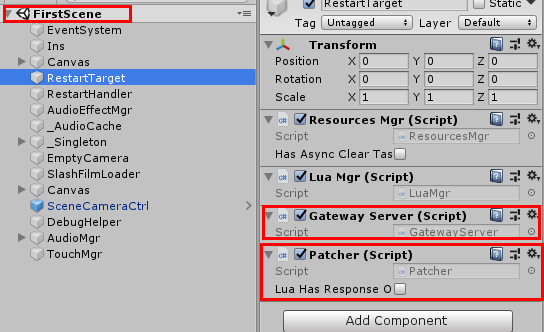 FirstScene
EventSystem
Ins
Canvas
RestartTarget
RestartHandler
AudioEffectMgr
_AudioCache
_Singleton
EmptyCamera
SlashFilmLoader
Canvas
SceneCameraCtrl
DebugHelper
AudioMgr
TouchMgr
RestartTarget Static
Tag Untagged Layer Default
Transform
Position X 0 Y 0 Z 0
Rotation X 0 Y 0 Z 0
Scale X 1 Y 1 Z 1
Resources Mgr (Script)
Script ResourcesMgr
Has Async Clear Tas
Lua Mgr (Script)
Script LuaMgr
Gateway Server (Script)
Script GatewayServer
Patcher (Script)
Script Patcher
Lua Has Response O
Add Component